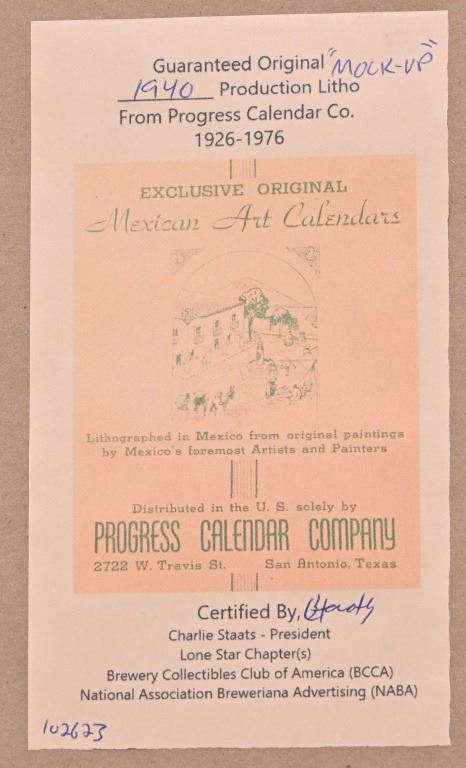 Guaranteed Original "MOCK-UP"
1940 Production Litho
From Progress Calendar Co.
1926-1976
EXCLUSIVE ORIGINAL
Mexican Art Calendars
Lithographed in Mexico from original paintings
by Mexico's foremost Artists and Painters
Distributed in the U. S. solely by
PROGRESS CALENDAR COMPANY
2722 W. Travis St. San Antonio, Texas
Certified By,
Charlie Staats - President
Lone Star Chapter(s)
Brewery Collectibles Club of America (BCCA)
National Association Breweriana Advertising (NABA)
102623